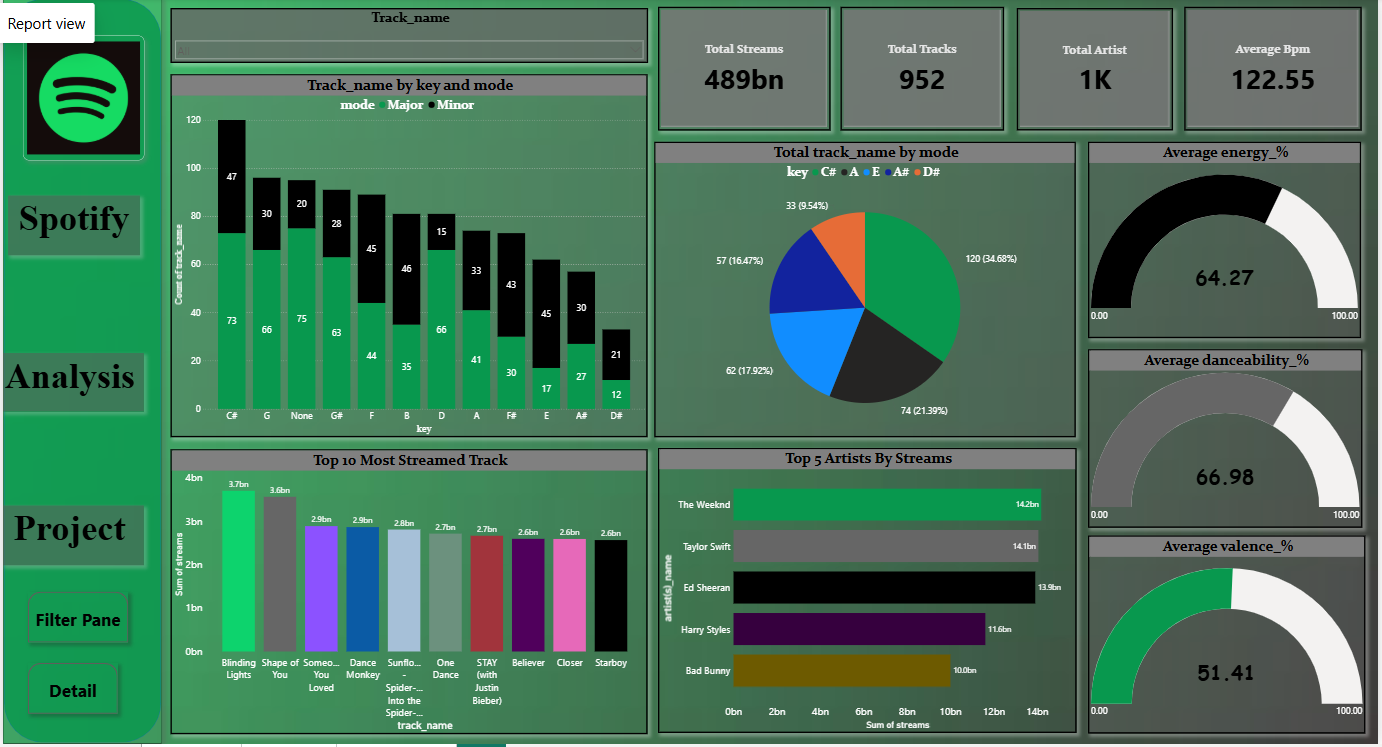 Report view
Spotify
Analysis
Project
Filter Pane
Detail
Track_name
All
Total Streams
489bn
Total Tracks
952
Total Artist
1K
Average Bpm
122.55
Track_name by key and mode
mode Major Minor
Count of track_name
120
100
80
60
40
20
0
47
73
30
66
20
75
28
63
45
44
46
35
15
66
33
41
43
30
45
17
30
27
21
12
C# G None G# F B D A F# E A# D#
key
Total track_name by mode
key C# A E A# D#
33 (9.54%)
57 (16.47%)
120 (34.68%)
62 (17.92%)
74 (21.39%)
Average energy_%
64.27
0.00 100.00
Average danceability_%
66.98
0.00 100.00
Average valence_%
51.41
0.00 100.00
Top 10 Most Streamed Track
Sum of streams
4bn
3bn
2bn
1bn
0bn
3.7bn 3.6bn 2.9bn 2.9bn 2.8bn 2.7bn 2.7bn 2.6bn 2.6bn 2.6bn
Blinding
Lights
Shape of
You
Someo...
You
Loved
Dance
Monkey
Sunflo...
-
Spider-...
Into the
Spider-...
One
Dance
STAY
(with
Justin
Bieber)
Believer
Closer
Starboy
track_name
Top 5 Artists By Streams
artist(s)_name
The Weeknd 14.2bn
Taylor Swift 14.1bn
Ed Sheeran 13.9bn
Harry Styles 11.6bn
Bad Bunny 10.0bn
0bn 2bn 4bn 6bn 8bn 10bn 12bn 14bn
Sum of streams